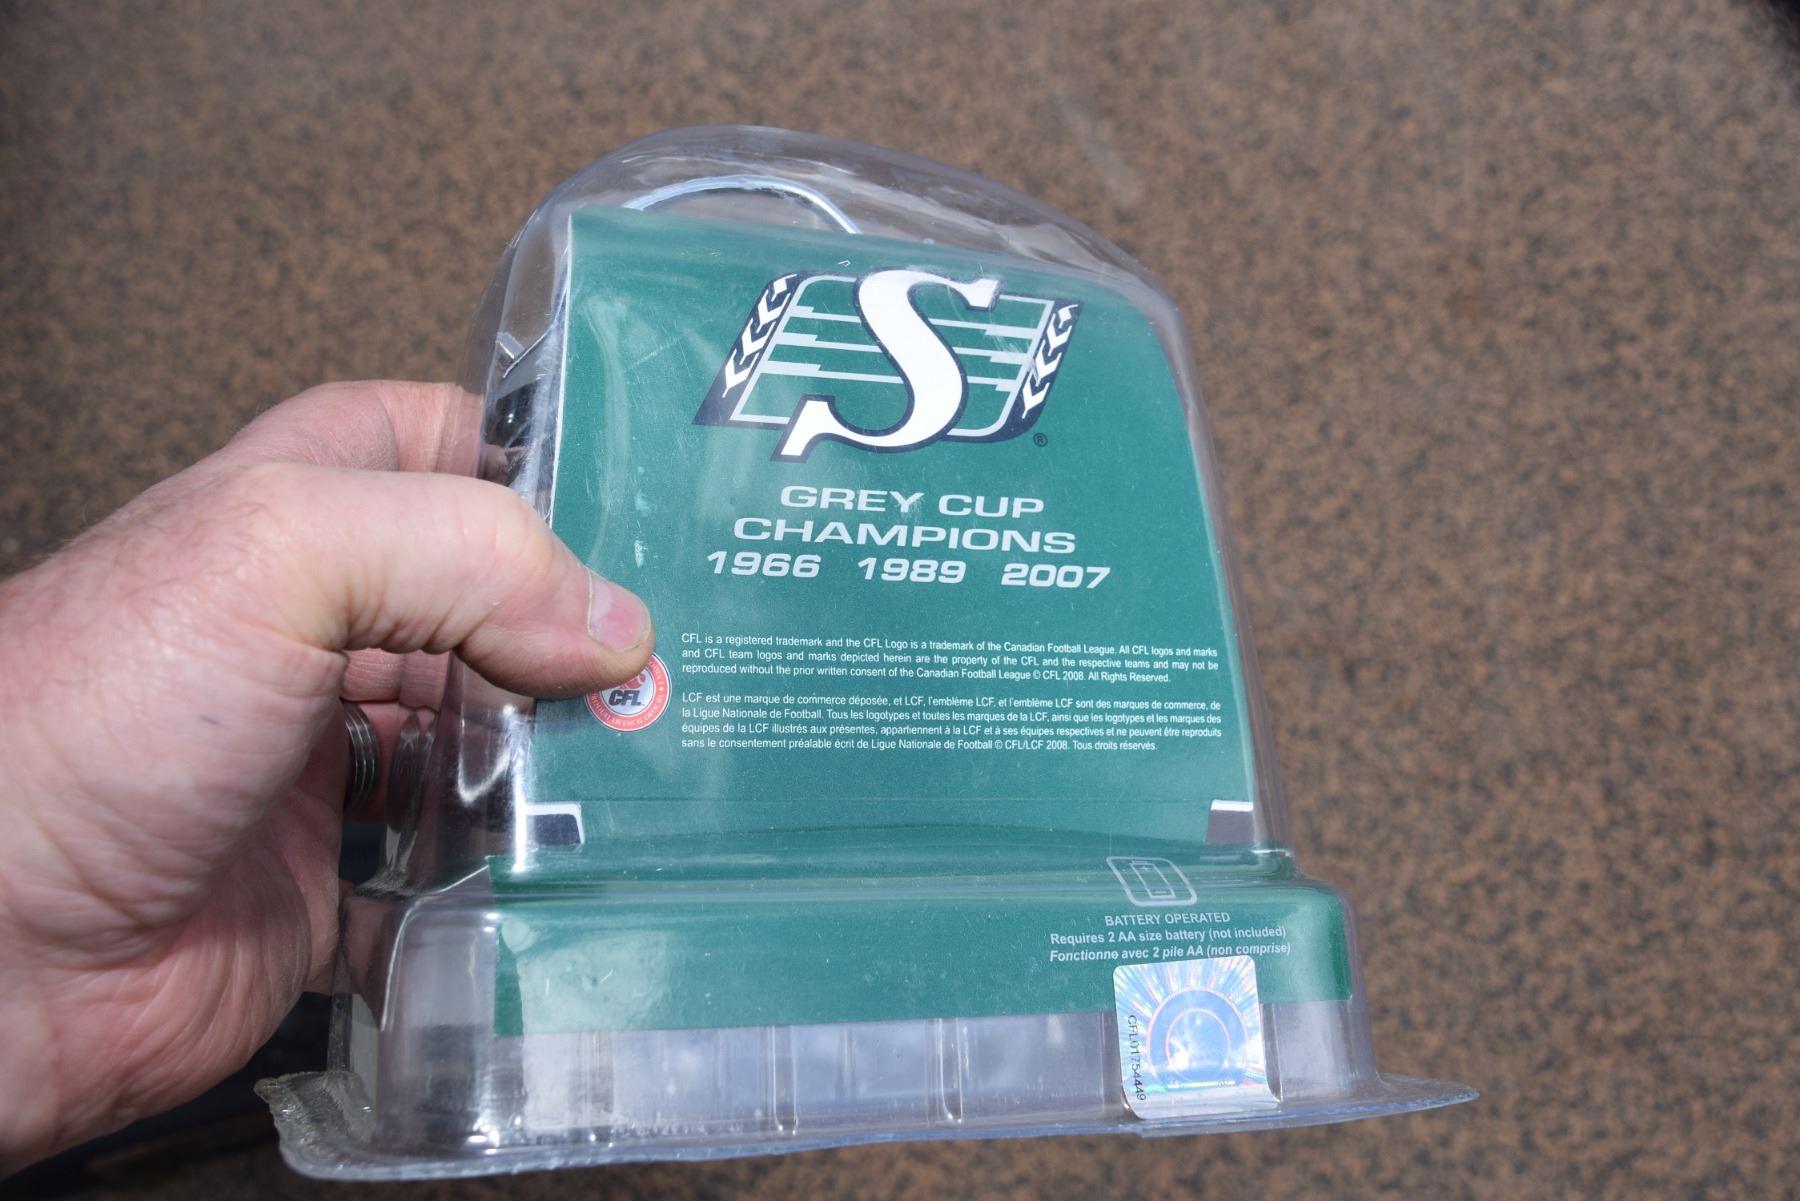 S
®
GREY CUP
CHAMPIONS
1966 1989 2007
CFL is a registered trademark and the CFL Logo is a trademark of the Canadian Football League. All CFL logos and marks
and CFL team logos and marks depicted herein are the property of the CFL and the respective teams and may not be
reproduced without the prior written consent of the Canadian Football League © CFL 2008. All Rights Reserved.
CFL
LCF est une marque de commerce déposée, et LCF, l'emblème LCF, et l'emblème LCF sont des marques de commerce, de
la Ligue Nationale de Football. Tous les logotypes et toutes les marques de la LCF, ainsi que les logotypes et les marques des
équipes de la LCF illustrés aux présentes, appartiennent à la LCF et à ses équipes respectives et ne peuvent être reproduits
sans le consentement préalable écrit de Ligue Nationale de Football © CFL/LCF 2008. Tous droits réservés.
BATTERY OPERATED
Requires 2 AA size battery (not included)
Fonctionne avec 2 pile AA (non comprise)
CFL01754449